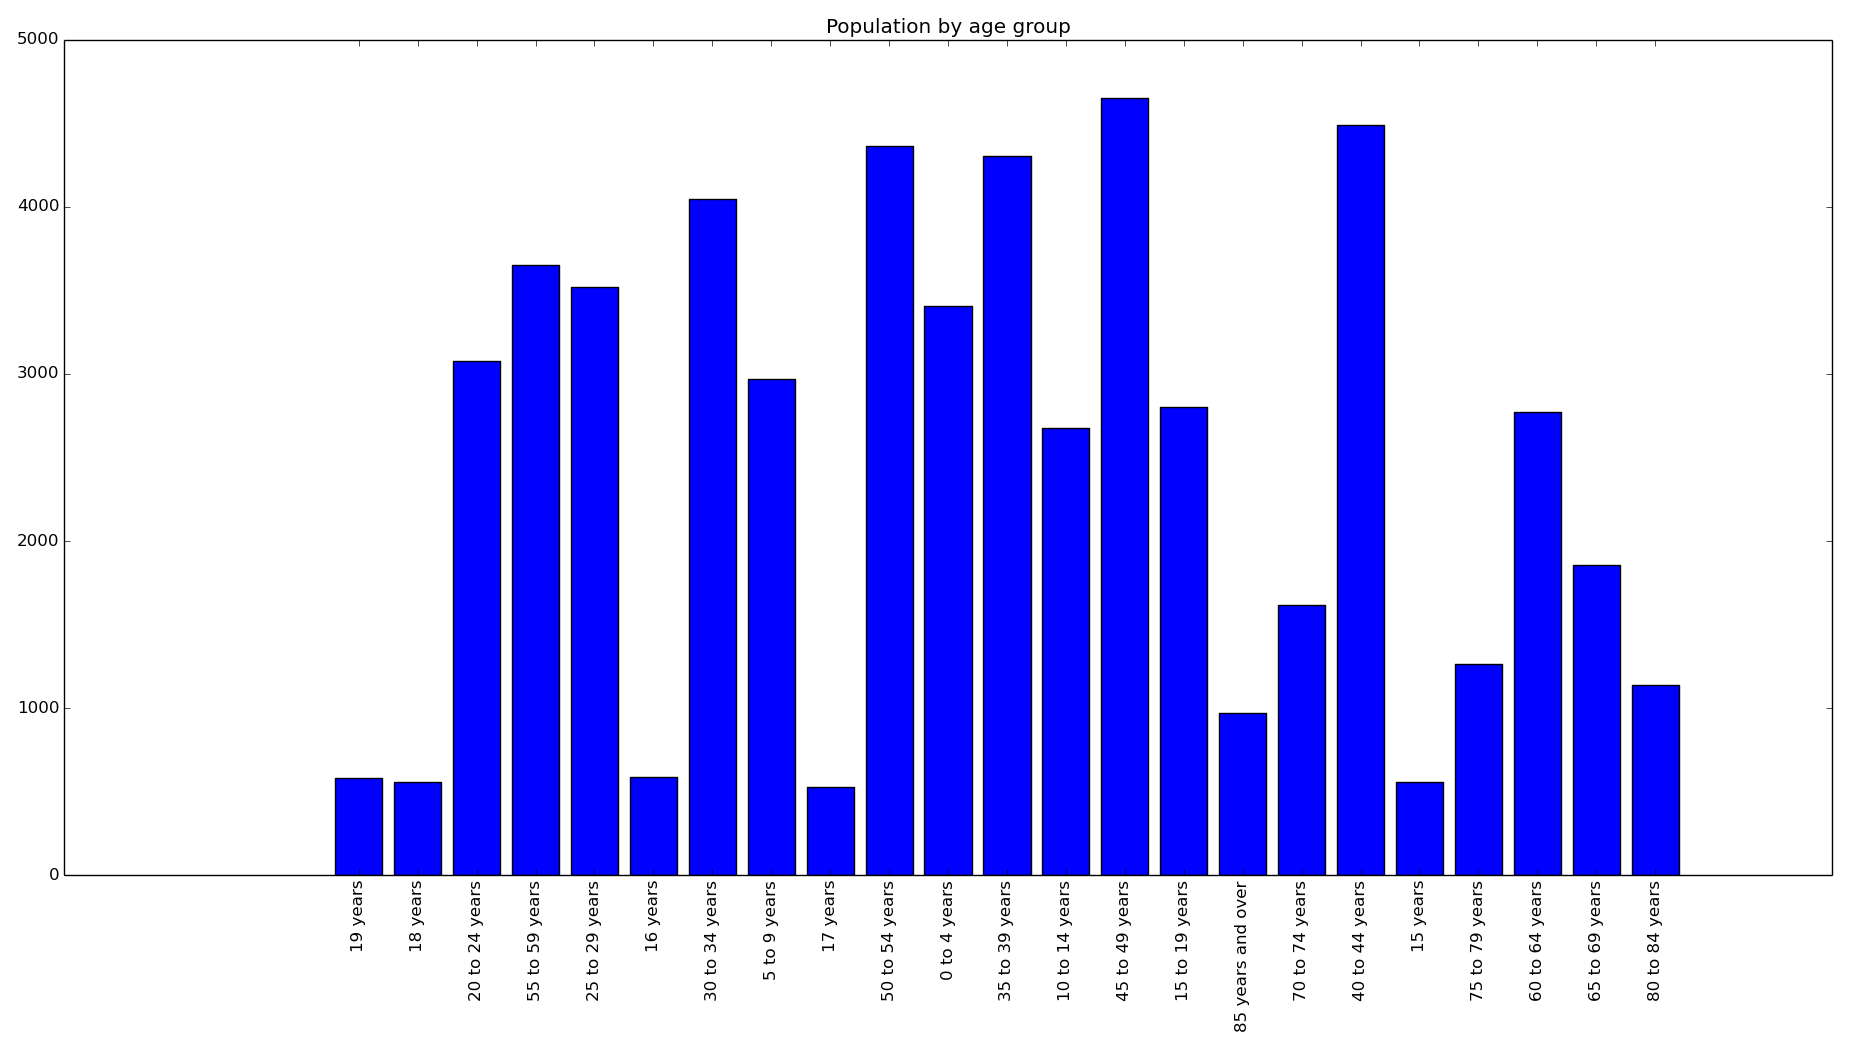 Population by age group
5000
4000
3000
2000
1000
0
19 years
18 years
20 to 24 years
55 to 59 years
25 to 29 years
16 years
30 to 34 years
5 to 9 years
17 years
50 to 54 years
0 to 4 years
35 to 39 years
10 to 14 years
45 to 49 years
15 to 19 years
85 years and over
70 to 74 years
40 to 44 years
15 years
75 to 79 years
60 to 64 years
65 to 69 years
80 to 84 years